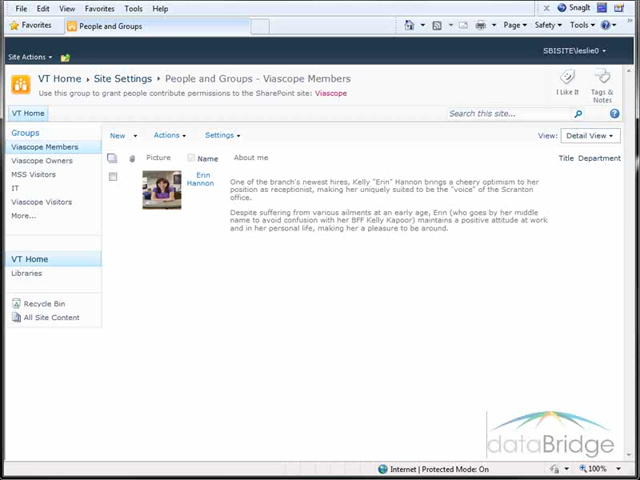 File Edit View Favorites Tools Help
SnagIt
Favorites People and Groups Page Safety Tools
Site Actions SBISITE\leslie0
VT Home Site Settings People and Groups - Viascope Members
Use this group to grant people contribute permissions to the SharePoint site: Viascope
I Like It Tags & Notes
VT Home Search this site...
Groups
Viascope Members
Viascope Owners
MSS Visitors
IT
Viascope Visitors
More...
VT Home
Libraries
Recycle Bin
All Site Content
New Actions Settings View: Detail View
Picture Name About me Title Department
Erin Hannon
One of the branch's newest hires, Kelly "Erin" Hannon brings a cheery optimism to her
position as receptionist, making her uniquely suited to be the "voice" of the Scranton
office.
Despite suffering from various ailments at an early age, Erin (who goes by her middle
name to avoid confusion with her BFF Kelly Kapoor) maintains a positive attitude at work
and in her personal life, making her a pleasure to be around.
dataBridge
Internet | Protected Mode: On 100%